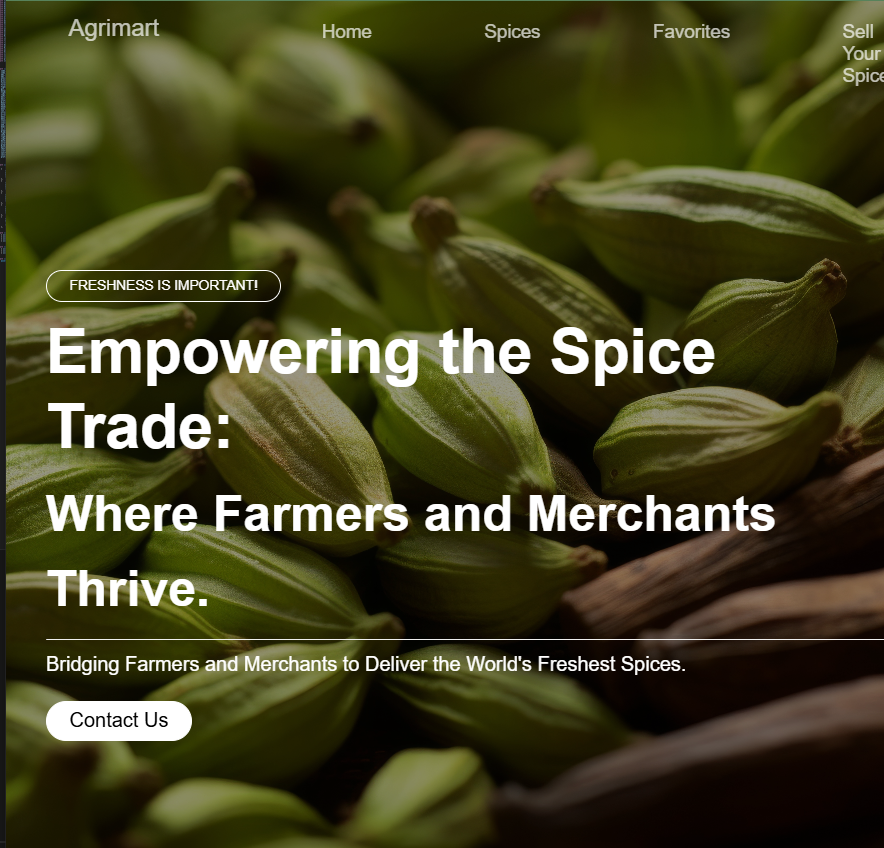 Agrimart
Home
Spices
Favorites
Sell
Your
Spice
FRESHNESS IS IMPORTANT!
Empowering the Spice
Trade:
Where Farmers and Merchants
Thrive.
Bridging Farmers and Merchants to Deliver the World's Freshest Spices.
Contact Us